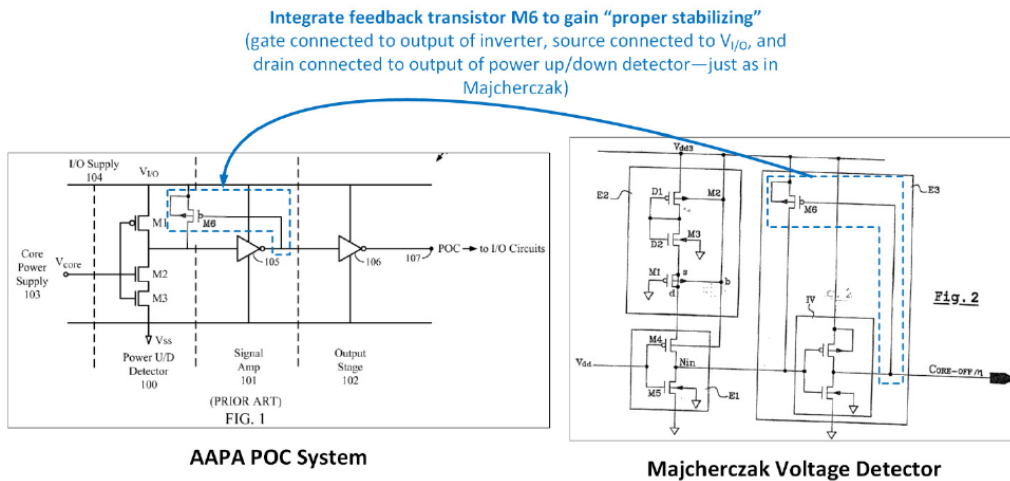 Integrate feedback transistor M6 to gain “proper stabilizing”
(gate connected to output of inverter, source connected to VI/O, and
drain connected to output of power up/down detector—just as in
Majcherczak)
I/O Supply
104
VI/O
M6
M1
105
106
107
POC
to I/O Circuits
Core
Power
Supply
103
Vcore
M2
M3
VSS
Power U/D
Detector
100
Signal
Amp
101
Output
Stage
102
(PRIOR ART)
FIG. 1
AAPA POC System
Vdd3
E2
D1
M2
E3
M6
D2
M3
M1
s
b
d
Fig. 2
IV
M4
Vdd
Nin
CORE-OFF/1
M5
E1
Majcherczak Voltage Detector